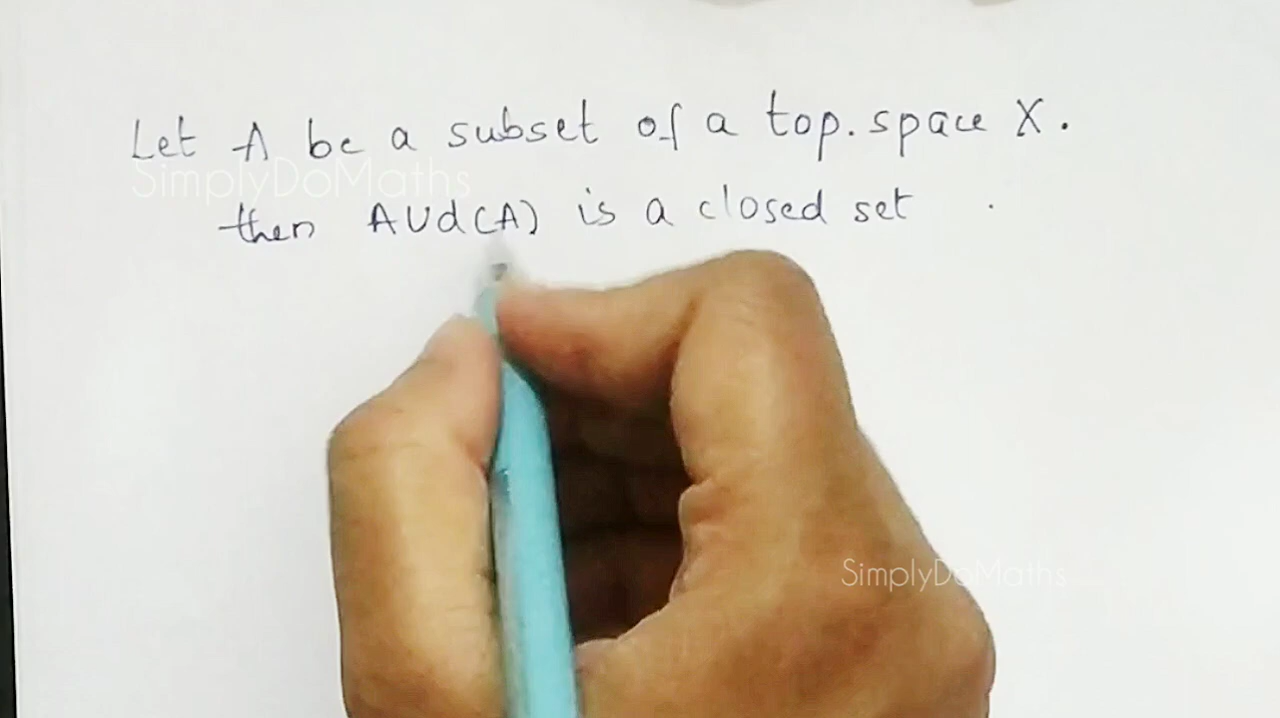 Let A be a subset of a top. space X.
SimplyDoMaths
then A∪d(A) is a closed set .
SimplyDoMaths